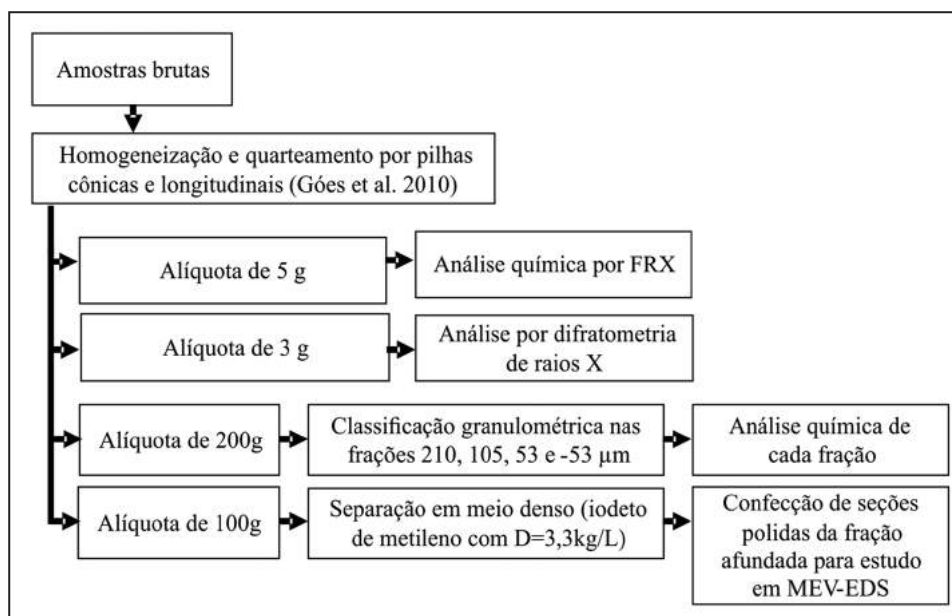 Amostras brutas
Homogeneização e quarteamento por pilhas
cônicas e longitudinais (Góes et al. 2010)
Alíquota de 5 g
Análise química por FRX
Alíquota de 3 g
Análise por difratometria
de raios X
Alíquota de 200g
Classificação granulométrica nas
frações 210, 105, 53 e -53 µm
Análise química de
cada fração
Alíquota de 100g
Separação em meio denso (iodeto
de metileno com D=3,3kg/L)
Confecção de seções
polidas da fração
afundada para estudo
em MEV-EDS